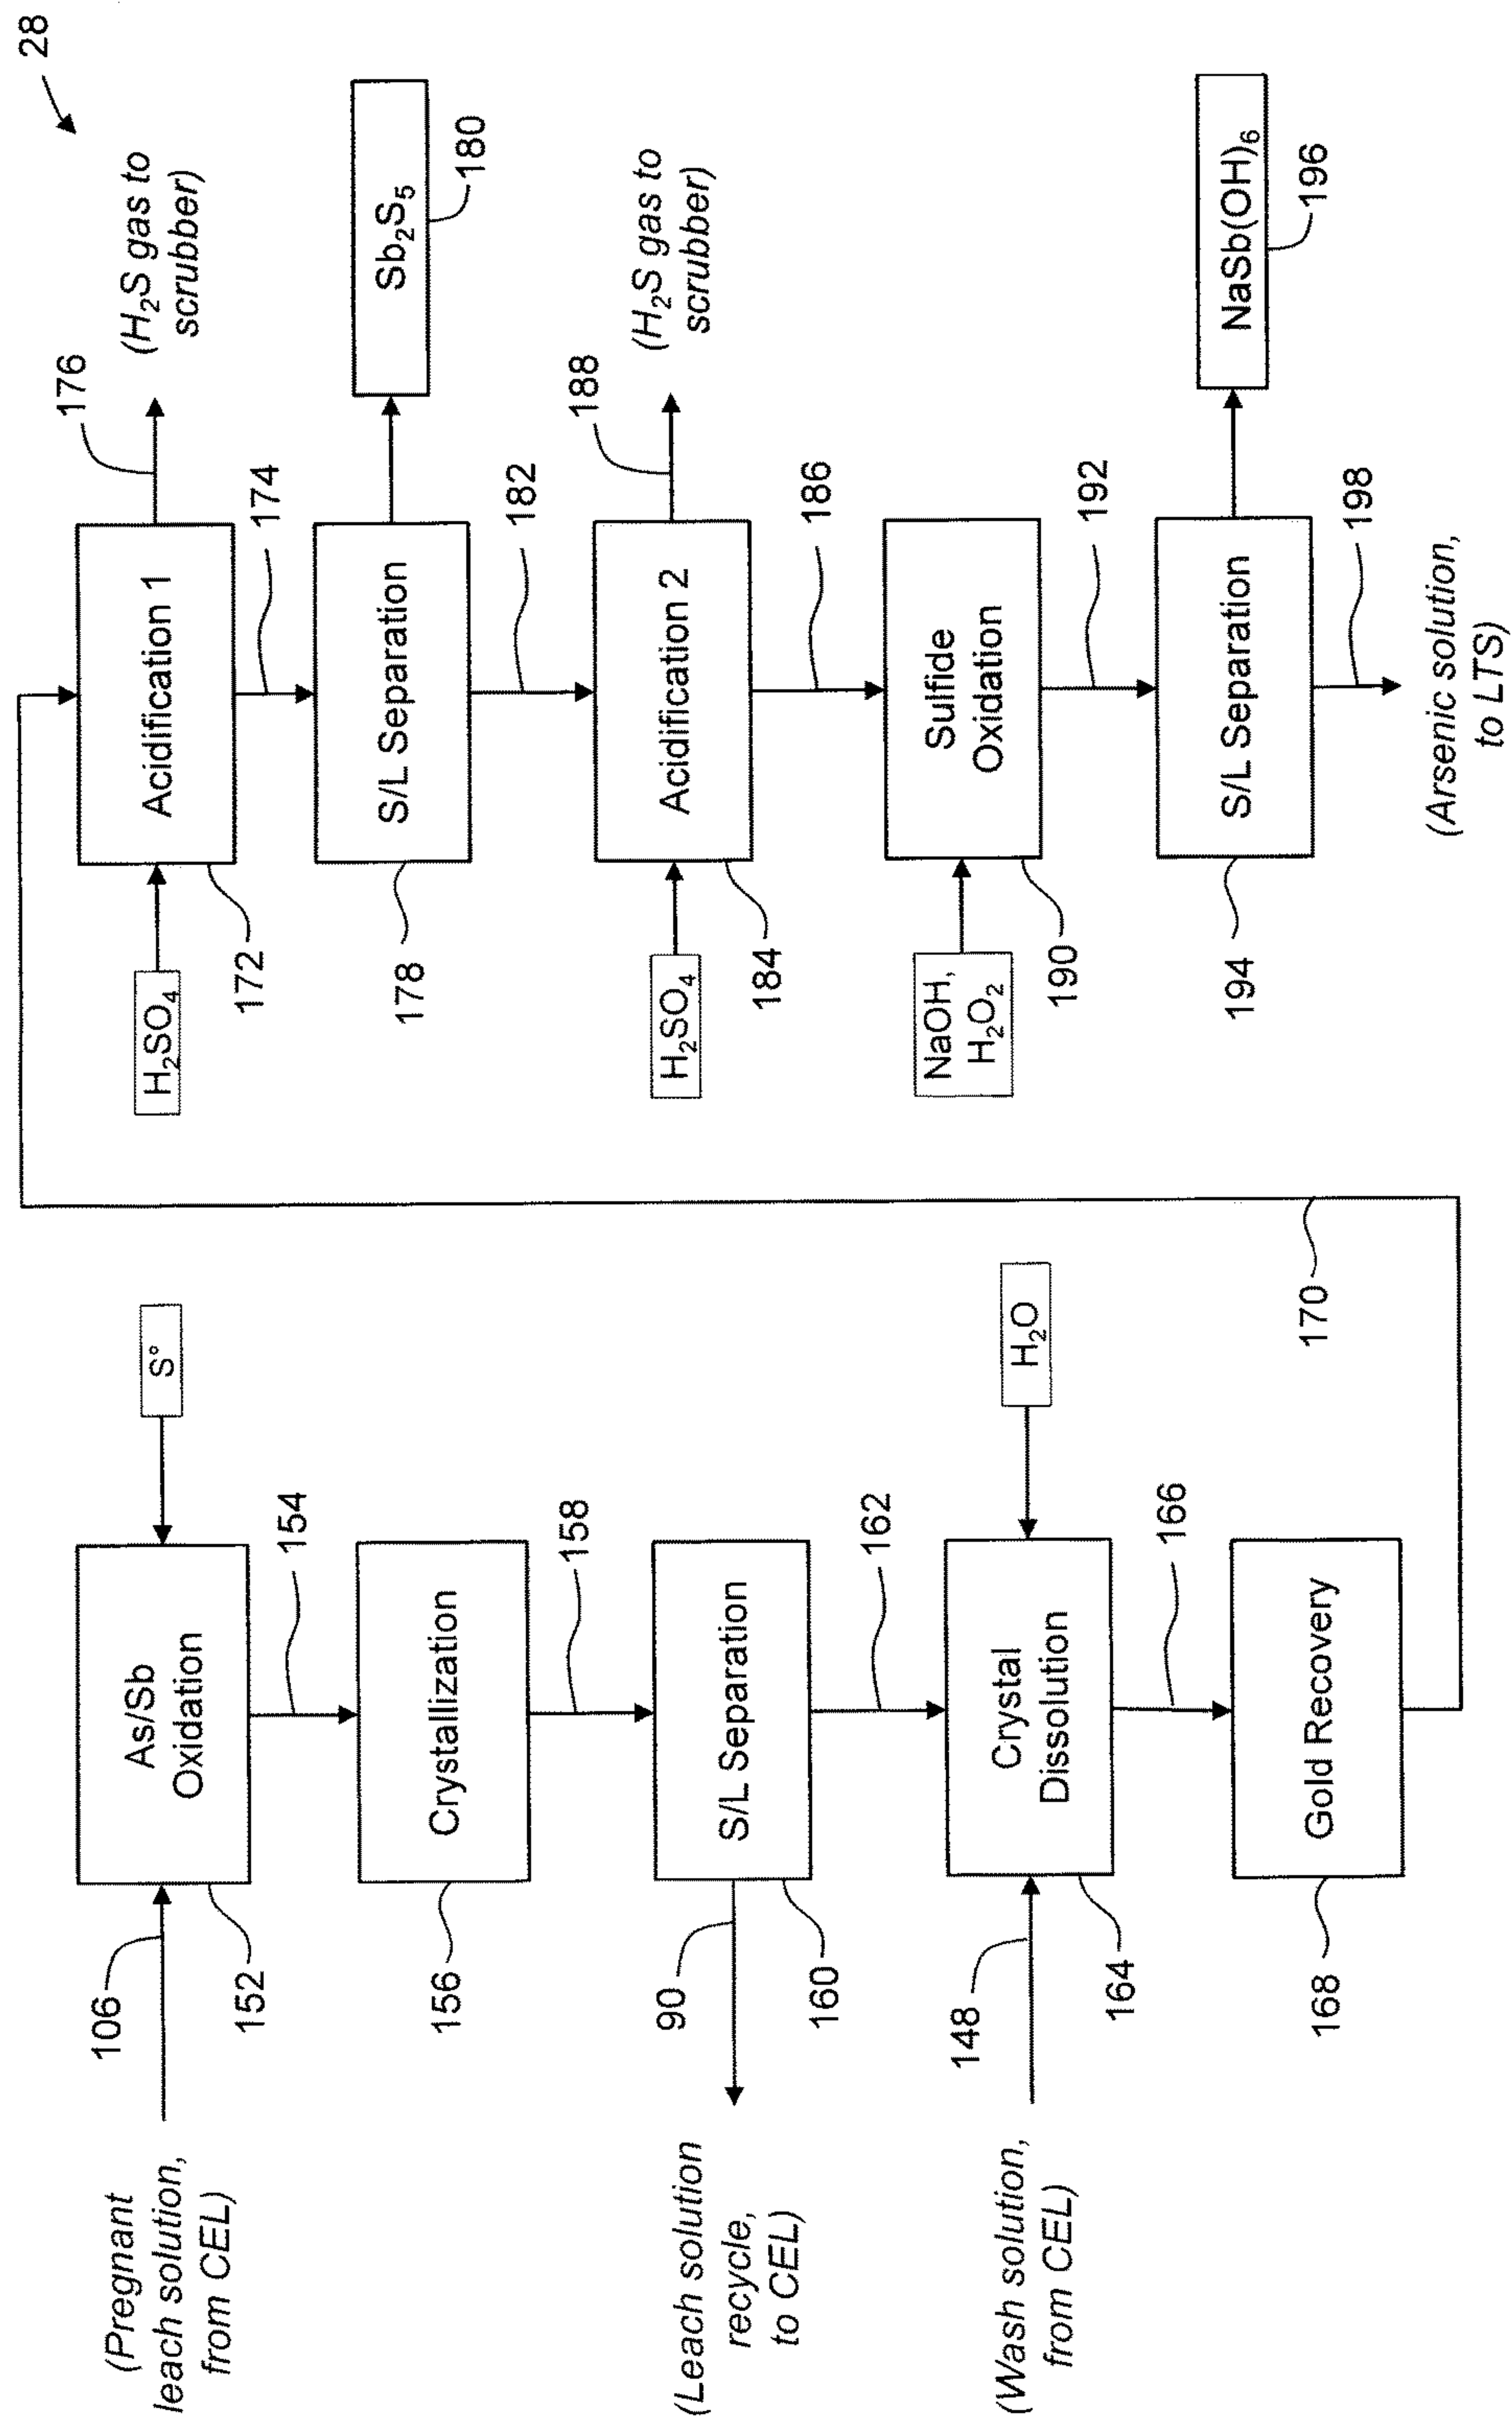 28
(Pregnant
leach solution,
from CEL)
106
As/Sb
Oxidation
152
S°
154
Crystallization
156
158
S/L Separation
160
90
(Leach solution
recycle,
to CEL)
162
Crystal
Dissolution
164
H₂O
148
(Wash solution,
from CEL)
166
Gold Recovery
168
170
H₂SO₄
Acidification 1
172
176
(H₂S gas to
scrubber)
174
S/L Separation
178
Sb₂S₅
180
182
H₂SO₄
Acidification 2
184
188
(H₂S gas to
scrubber)
186
NaOH,
H₂O₂
Sulfide
Oxidation
190
192
S/L Separation
194
NaSb(OH)₆
196
198
(Arsenic solution,
to LTS)